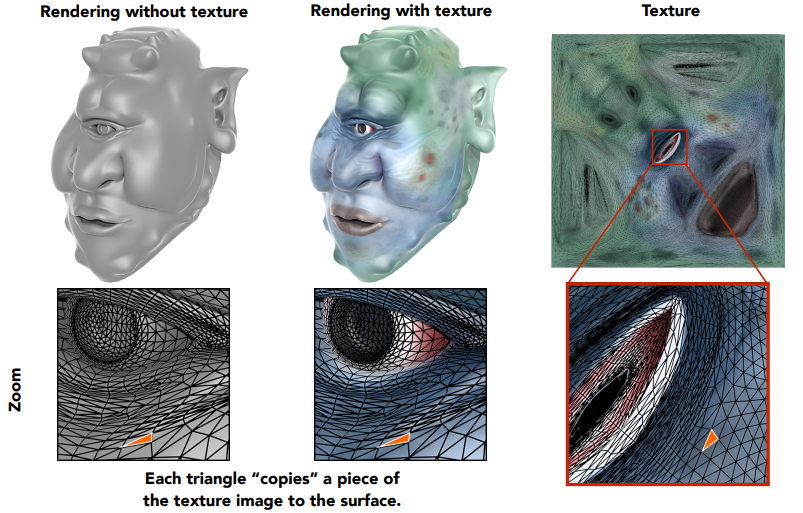 Rendering without texture
Rendering with texture
Texture
Zoom
Each triangle “copies” a piece of
the texture image to the surface.